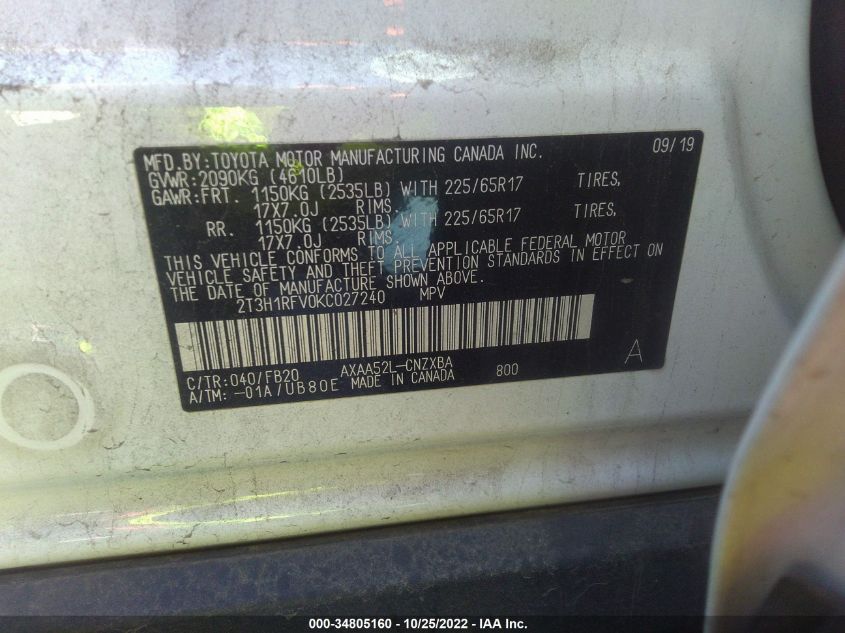 MFD.BY:TOYOTA MOTOR MANUFACTURING CANADA INC. 09/19
GVWR:2090KG (4610LB)
GAWR:FRT. 1150KG (2535LB) WITH 225/65R17 TIRES,
17X7.0J RIMS,
RR. 1150KG (2535LB) WITH 225/65R17 TIRES,
17X7.0J RIMS,
THIS VEHICLE CONFORMS TO ALL APPLICABLE FEDERAL MOTOR
VEHICLE SAFETY AND THEFT PREVENTION STANDARDS IN EFFECT ON
THE DATE OF MANUFACTURE SHOWN ABOVE.
2T3H1RFV0KC027240 MPV
C/TR:040/FB20 AXAA52L-CNZXBA 800 A
A/TM:-01A/UB80E MADE IN CANADA
000-34805160 - 10/25/2022 - IAA Inc.